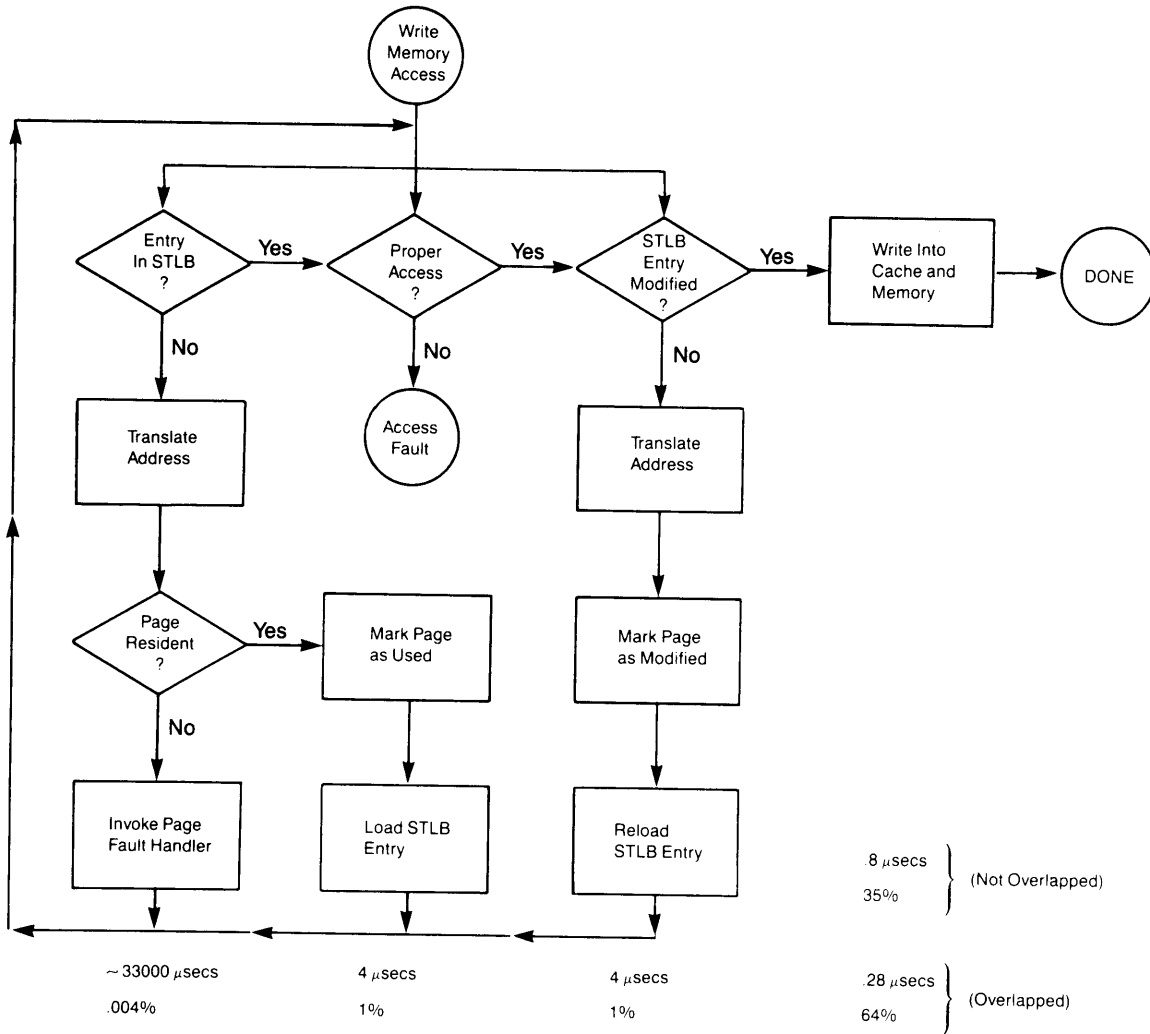 Write
Memory
Access
Entry
In STLB
?
Yes
Proper
Access
?
Yes
STLB
Entry
Modified
?
Yes
Write Into
Cache and
Memory
DONE
No
No
No
Translate
Address
Access
Fault
Translate
Address
Page
Resident
?
Yes
Mark Page
as Used
Mark Page
as Modified
No
Invoke Page
Fault Handler
Load STLB
Entry
Reload
STLB Entry
.8 μsecs
35%
(Not Overlapped)
~33000 μsecs
.004%
4 μsecs
1%
4 μsecs
1%
.28 μsecs
64%
(Overlapped)